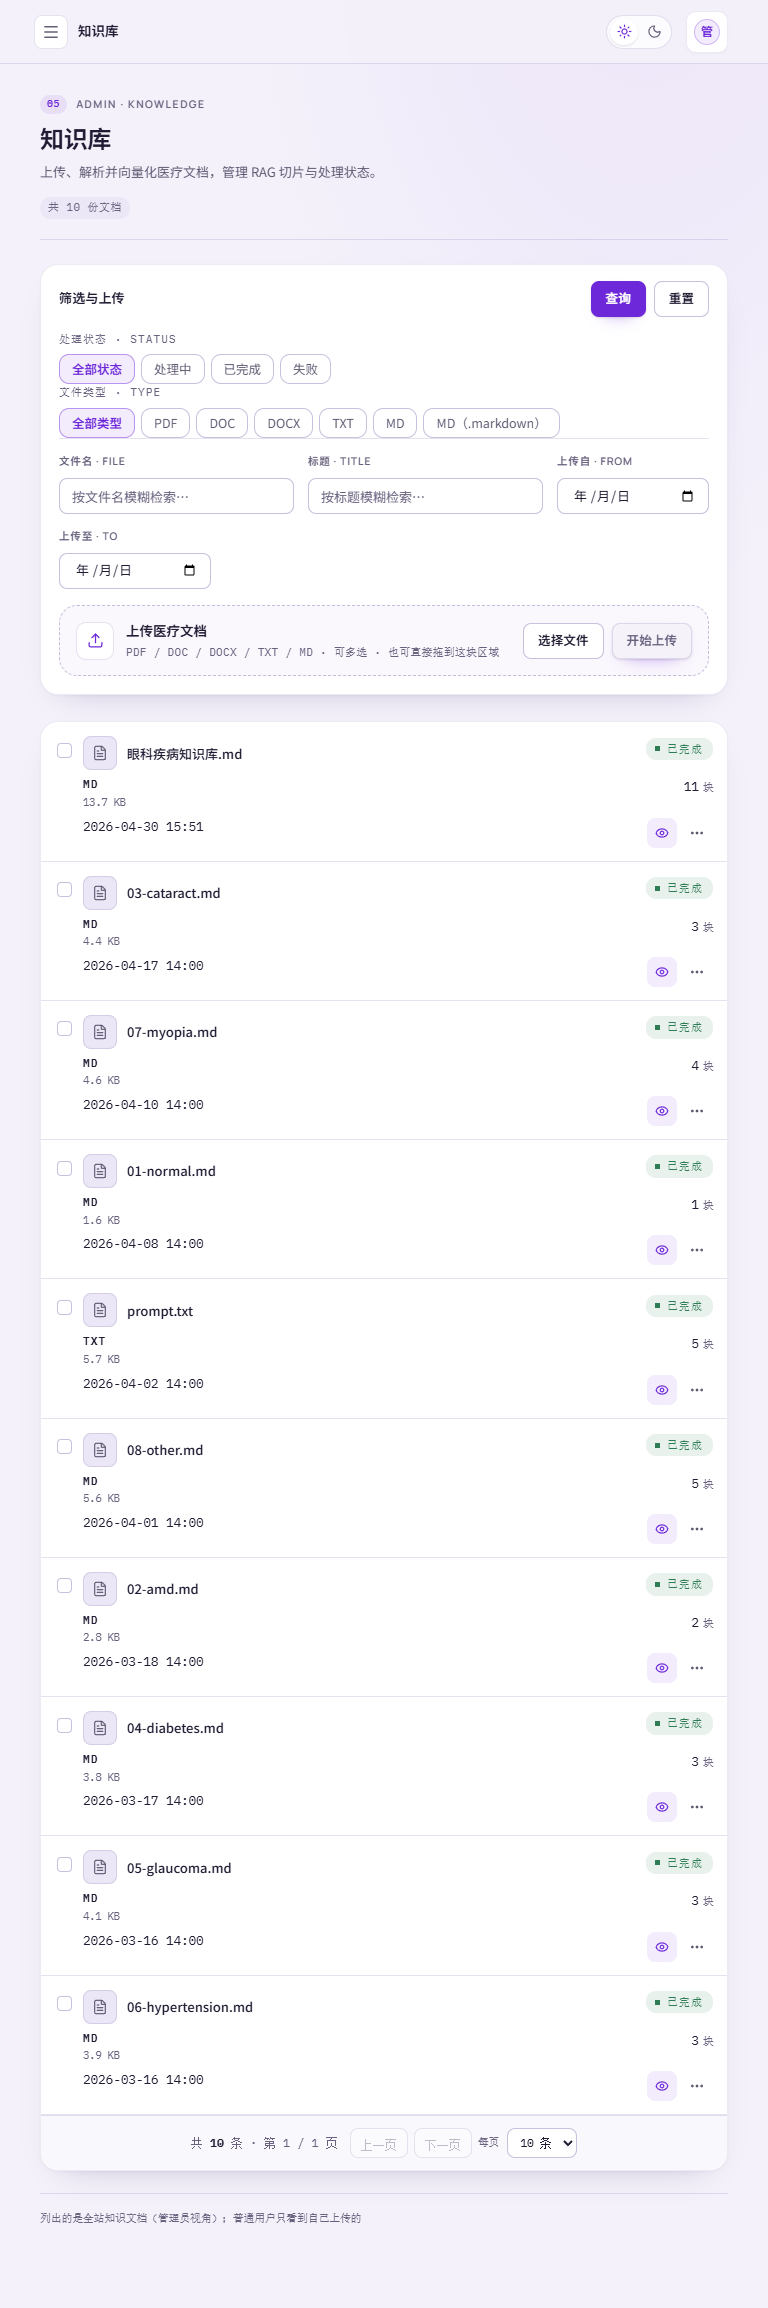 知识库
管
05 ADMIN · KNOWLEDGE
知识库
上传、解析并向量化医疗文档，管理 RAG 切片与处理状态。
共 10 份文档
筛选与上传
查询 重置
处理状态 · STATUS
全部状态 处理中 已完成 失败
文件类型 · TYPE
全部类型 PDF DOC DOCX TXT MD MD（.markdown）
文件名 · FILE 标题 · TITLE 上传自 · FROM
按文件名模糊检索… 按标题模糊检索… 年 /月/日
上传至 · TO
年 /月/日
上传医疗文档
PDF / DOC / DOCX / TXT / MD · 可多选 · 也可直接拖到这块区域
选择文件 开始上传
眼科疾病知识库.md 已完成
MD 11 块
13.7 KB
2026-04-30 15:51
03-cataract.md 已完成
MD 3 块
4.4 KB
2026-04-17 14:00
07-myopia.md 已完成
MD 4 块
4.6 KB
2026-04-10 14:00
01-normal.md 已完成
MD 1 块
1.6 KB
2026-04-08 14:00
prompt.txt 已完成
TXT 5 块
5.7 KB
2026-04-02 14:00
08-other.md 已完成
MD 5 块
5.6 KB
2026-04-01 14:00
02-amd.md 已完成
MD 2 块
2.8 KB
2026-03-18 14:00
04-diabetes.md 已完成
MD 3 块
3.8 KB
2026-03-17 14:00
05-glaucoma.md 已完成
MD 3 块
4.1 KB
2026-03-16 14:00
06-hypertension.md 已完成
MD 3 块
3.9 KB
2026-03-16 14:00
共 10 条 · 第 1 / 1 页 上一页 下一页 每页 10 条
列出的是全站知识文档（管理员视角）；普通用户只看到自己上传的